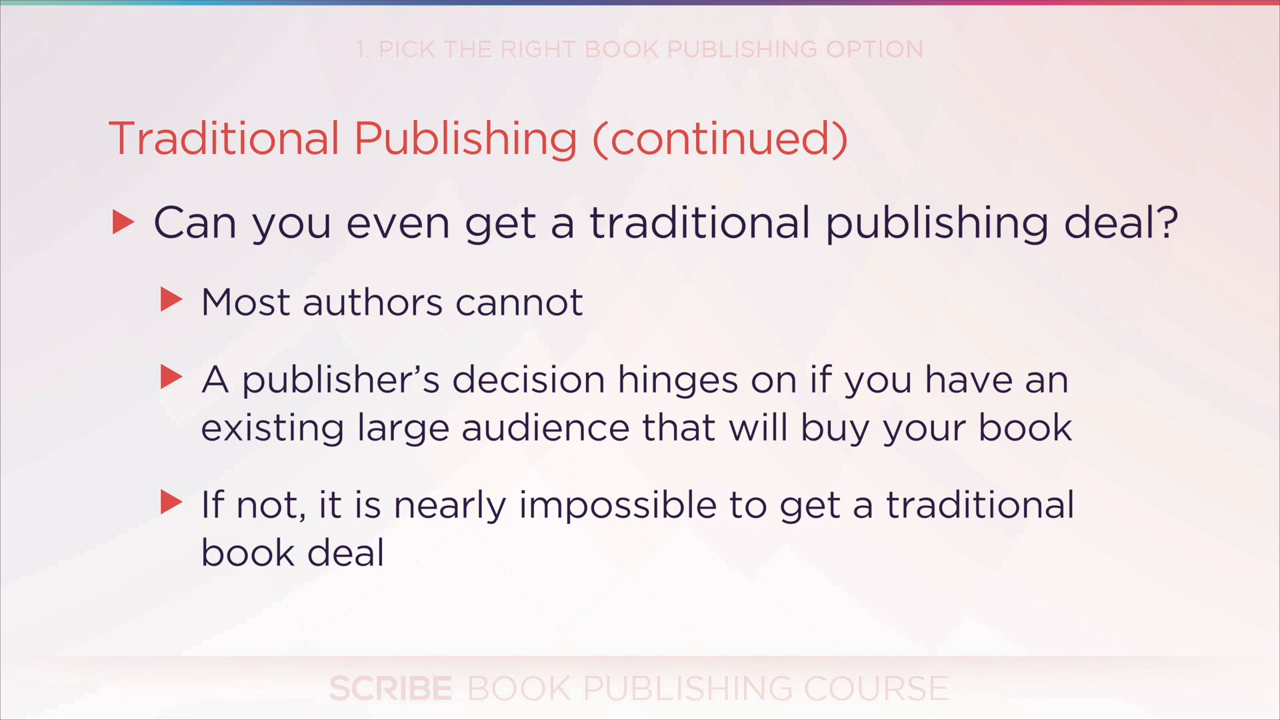 1. PICK THE RIGHT BOOK PUBLISHING OPTION
Traditional Publishing (continued)
Can you even get a traditional publishing deal?
Most authors cannot
A publisher’s decision hinges on if you have an
existing large audience that will buy your book
If not, it is nearly impossible to get a traditional
book deal
SCRIBE BOOK PUBLISHING COURSE